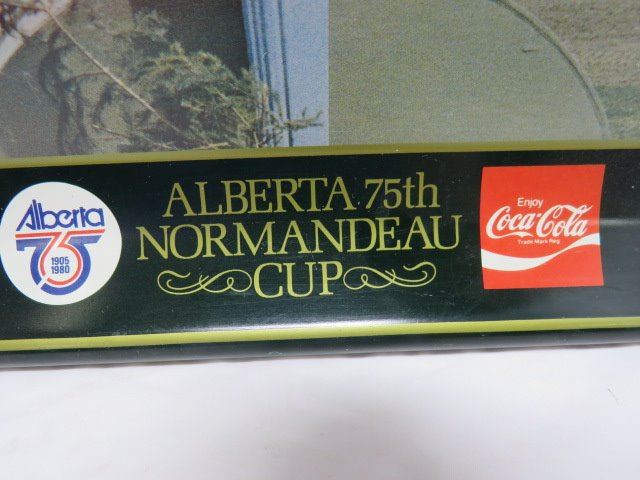 Alberta
75
1905
1980
ALBERTA 75th
NORMANDEAU
CUP
Enjoy
Coca-Cola
Trade Mark Reg.